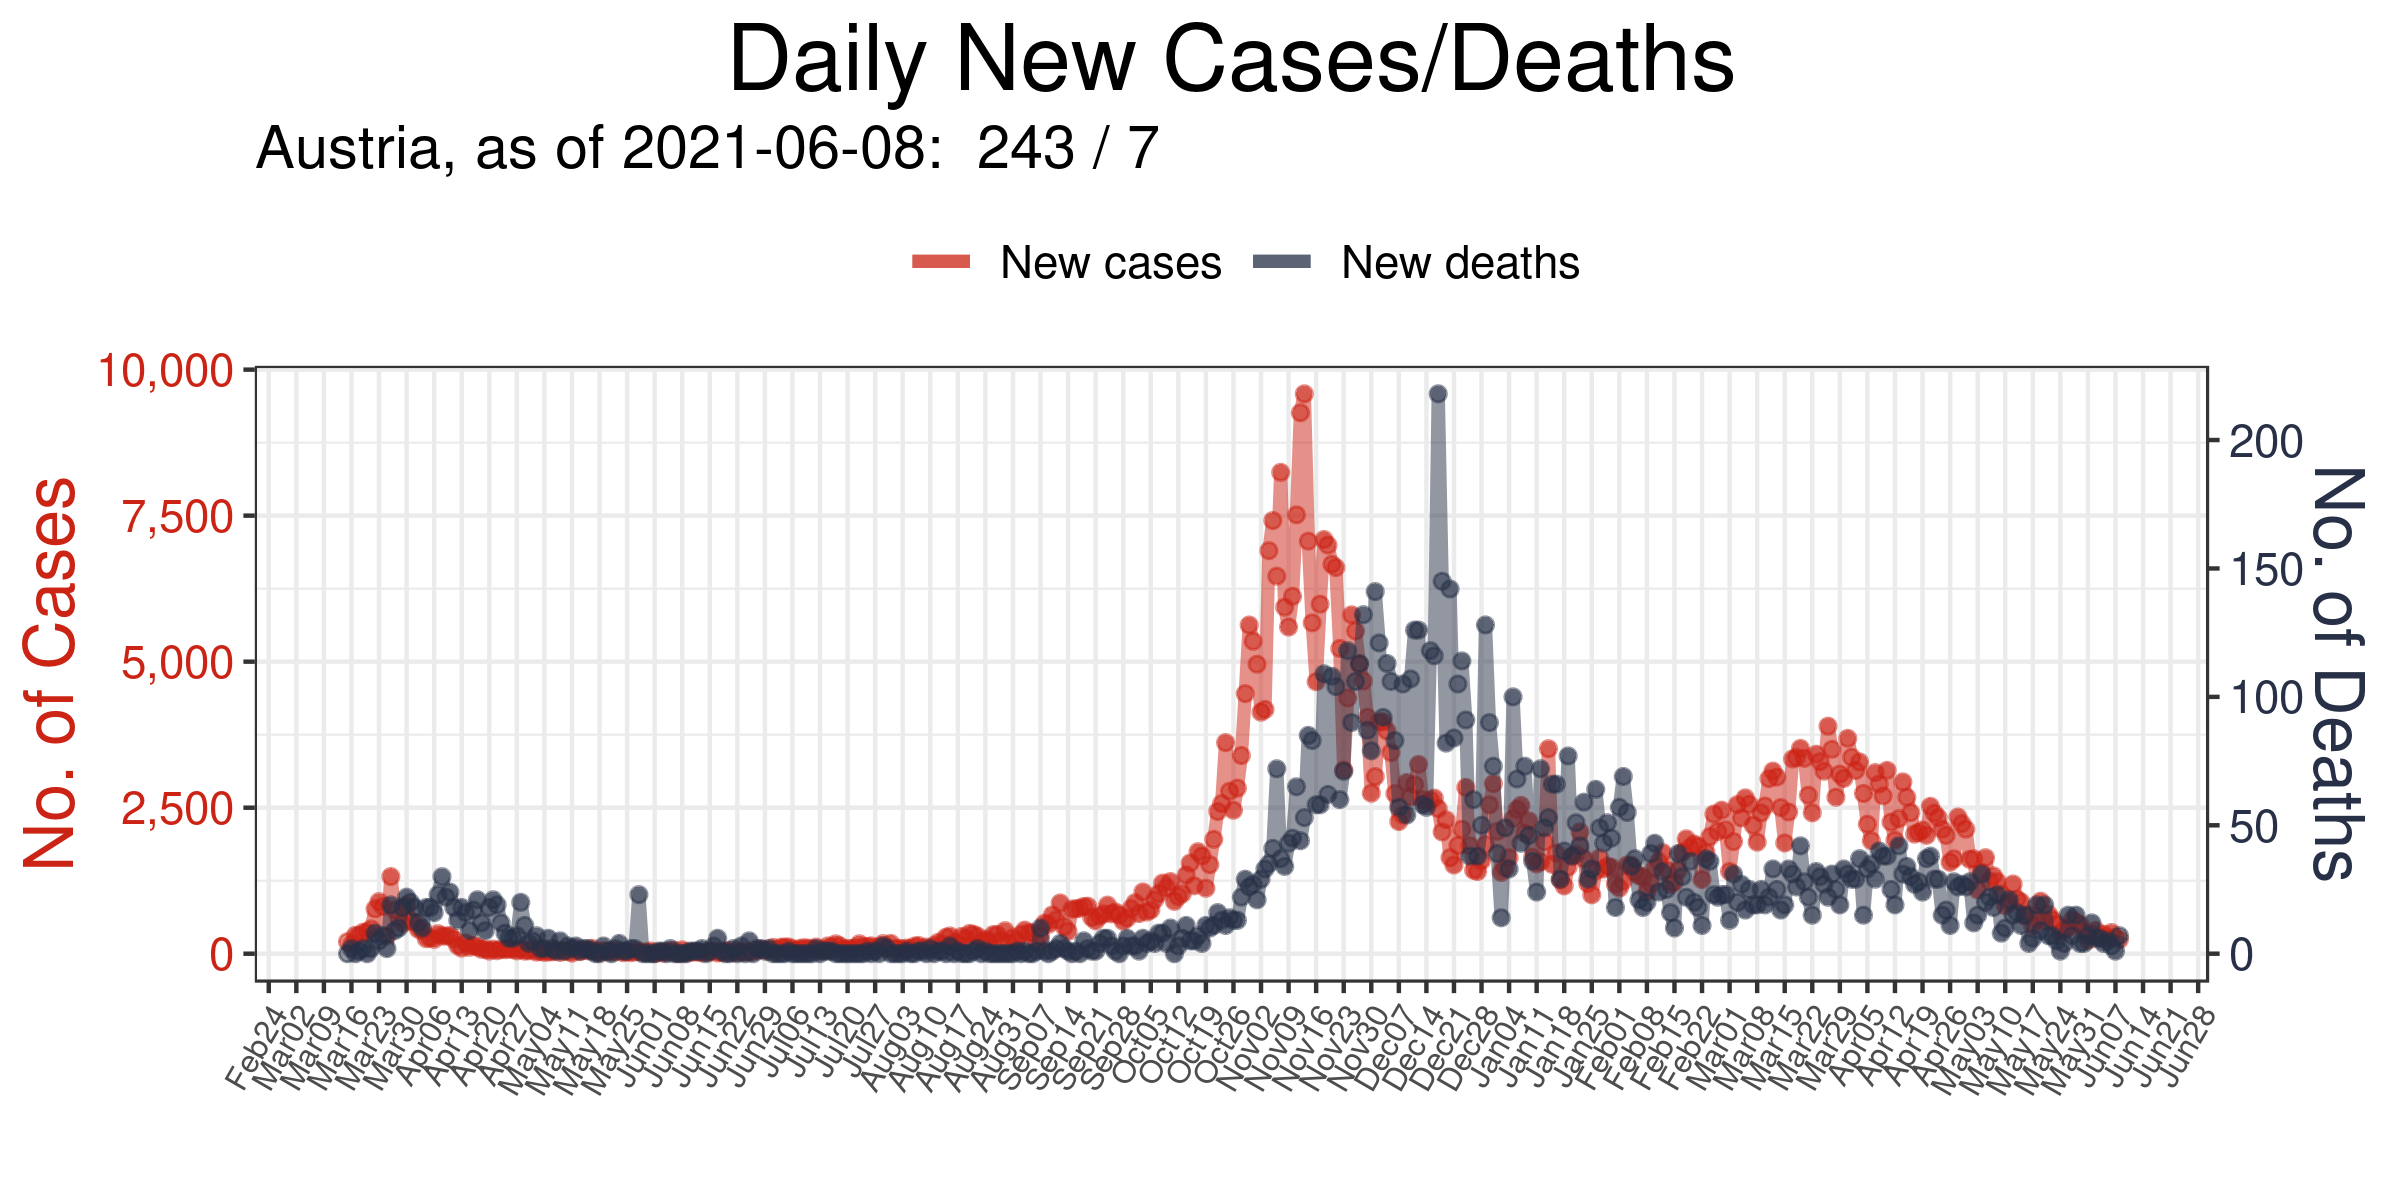 Daily New Cases/Deaths
Austria, as of 2021-06-08:  243 / 7
New cases New deaths
No. of Cases
10,000
7,500
5,000
2,500
0
200
150
100
50
0
No. of Deaths
Feb24 Mar02 Mar09 Mar16 Mar23 Mar30 Apr06 Apr13 Apr20 Apr27 May04 May11 May18 May25 Jun01 Jun08 Jun15 Jun22 Jun29 Jul06 Jul13 Jul20 Jul27 Aug03 Aug10 Aug17 Aug24 Aug31 Sep07 Sep14 Sep21 Sep28 Oct05 Oct12 Oct19 Oct26 Nov02 Nov09 Nov16 Nov23 Nov30 Dec07 Dec14 Dec21 Dec28 Jan04 Jan11 Jan18 Jan25 Feb01 Feb08 Feb15 Feb22 Mar01 Mar08 Mar15 Mar22 Mar29 Apr05 Apr12 Apr19 Apr26 May03 May10 May17 May24 May31 Jun07 Jun14 Jun21 Jun28